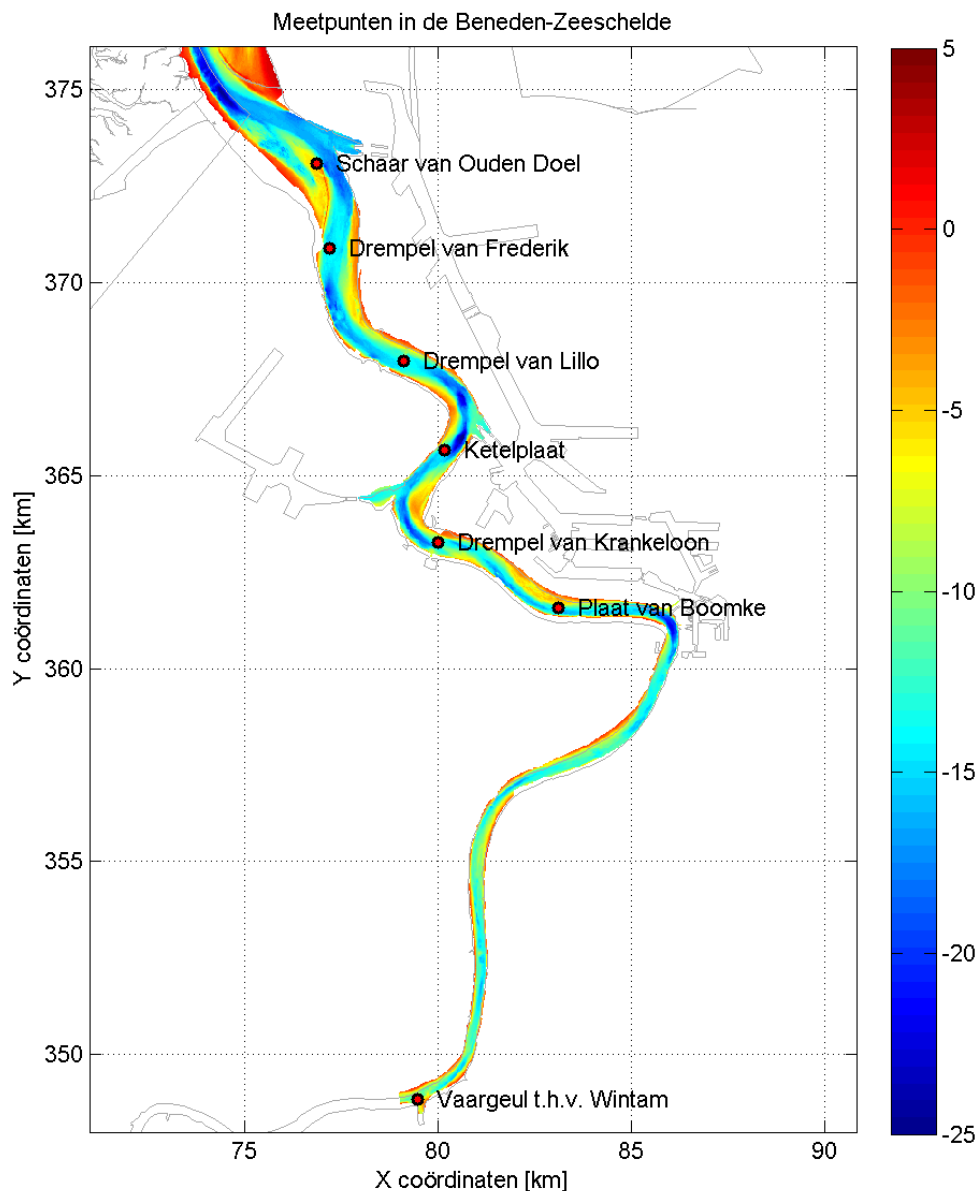 Meetpunten in de Beneden-Zeeschelde
5
375
Schaar van Ouden Doel
0
Drempel van Frederik
370
Drempel van Lillo
-5
Ketelplaat
365
Drempel van Krankeloon
Plaat van Boomke
-10
360
Y coördinaten [km]
-15
355
-20
350
Vaargeul t.h.v. Wintam
-25
75 80 85 90
X coördinaten [km]